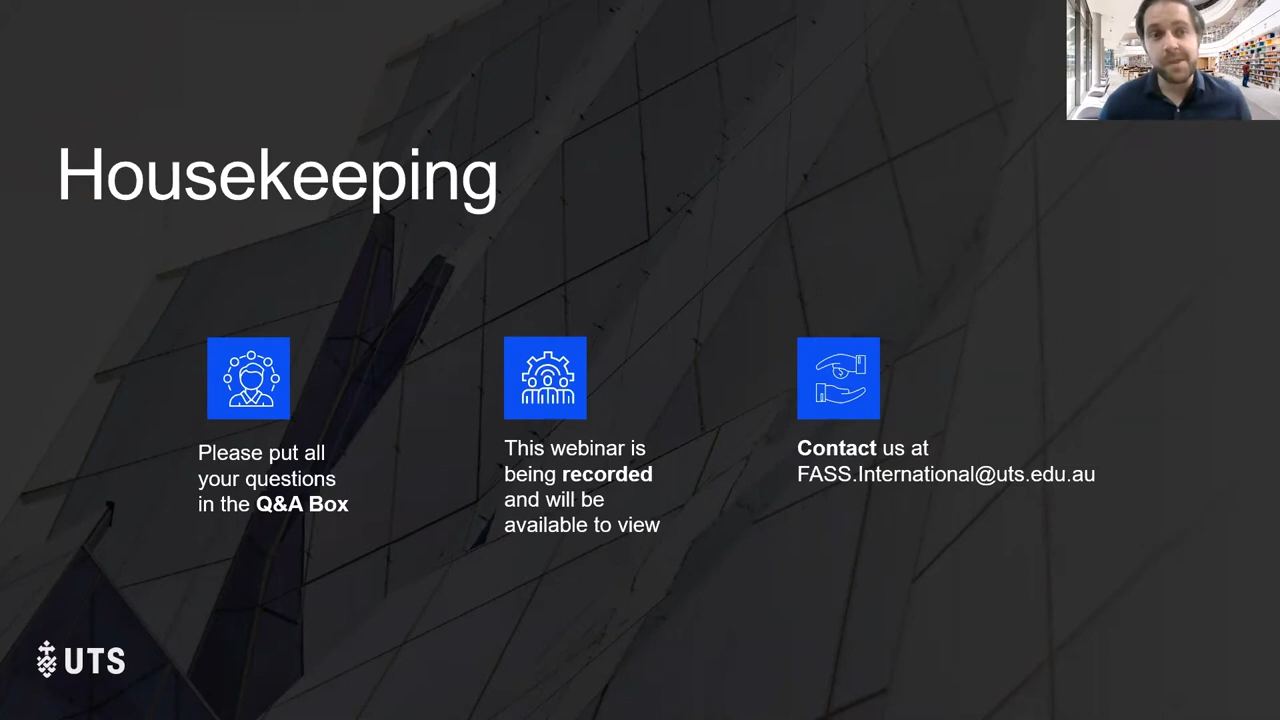 Housekeeping
Please put all
your questions
in the Q&A Box
This webinar is
being recorded
and will be
available to view
Contact us at
FASS.International@uts.edu.au
UTS